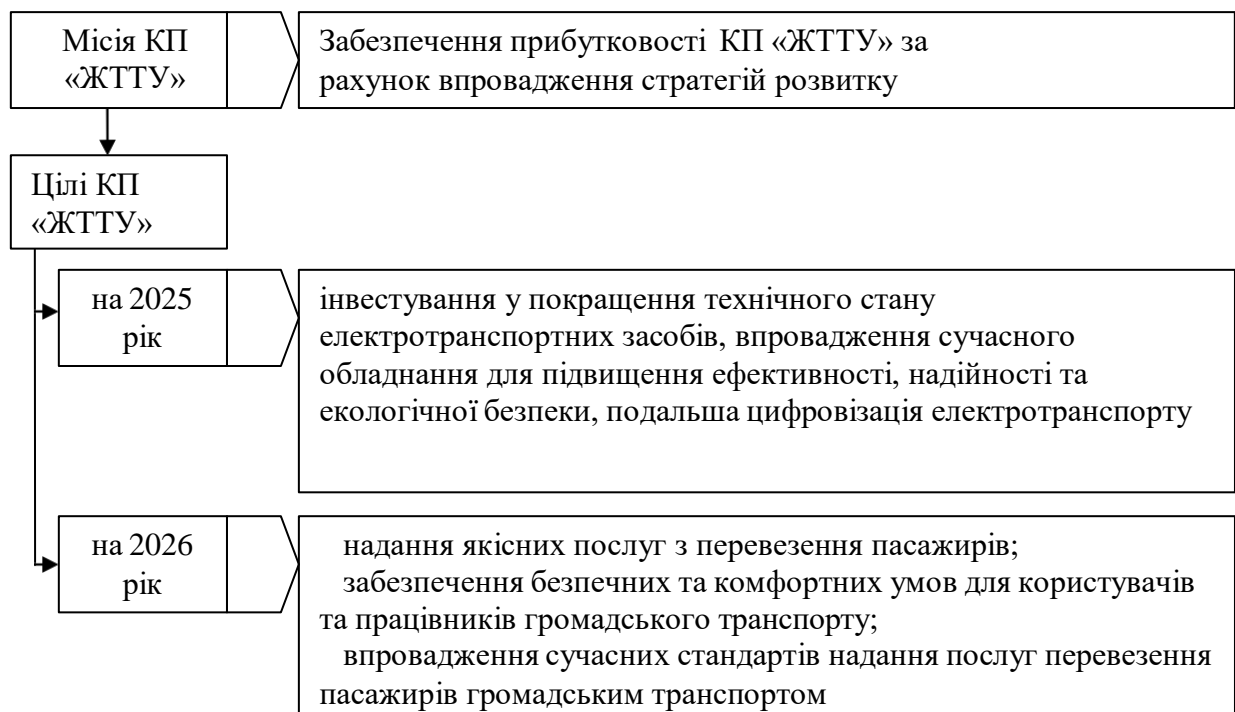 Місія КП
«ЖТТУ»
Забезпечення прибутковості КП «ЖТТУ» за
рахунок впровадження стратегій розвитку
Цілі КП
«ЖТТУ»
на 2025
рік
інвестування у покращення технічного стану
електротранспортних засобів, впровадження сучасного
обладнання для підвищення ефективності, надійності та
екологічної безпеки, подальша цифровізація електротранспорту
на 2026
рік
надання якісних послуг з перевезення пасажирів;
забезпечення безпечних та комфортних умов для користувачів
та працівників громадського транспорту;
впровадження сучасних стандартів надання послуг перевезення
пасажирів громадським транспортом